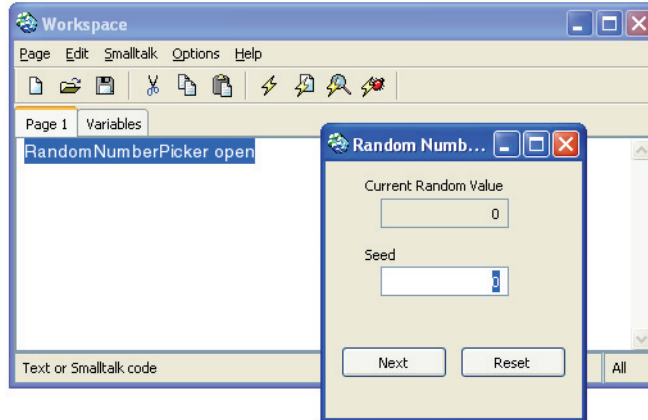 Workspace
Page Edit Smalltalk Options Help
Page 1 Variables
RandomNumberPicker open
Random Numb...
Current Random Value
0
Seed
0
Next Reset
Text or Smalltalk code
All